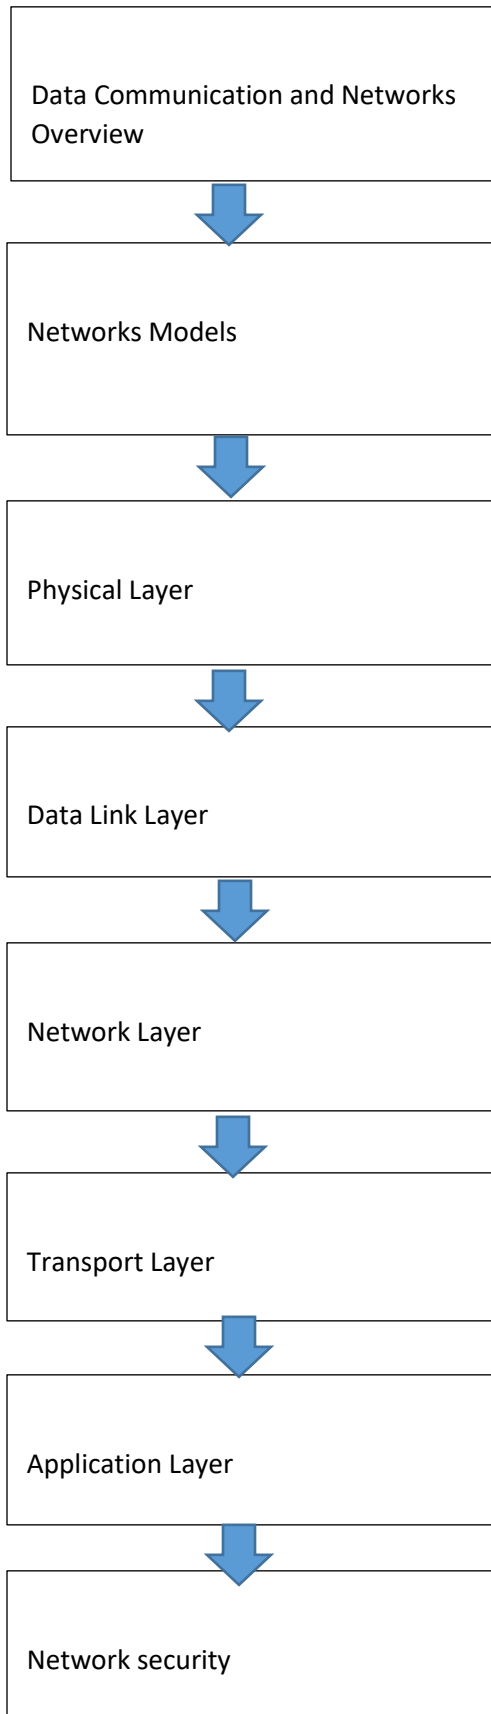 Data Communication and Networks
Overview
Networks Models
Physical Layer
Data Link Layer
Network Layer
Transport Layer
Application Layer
Network security